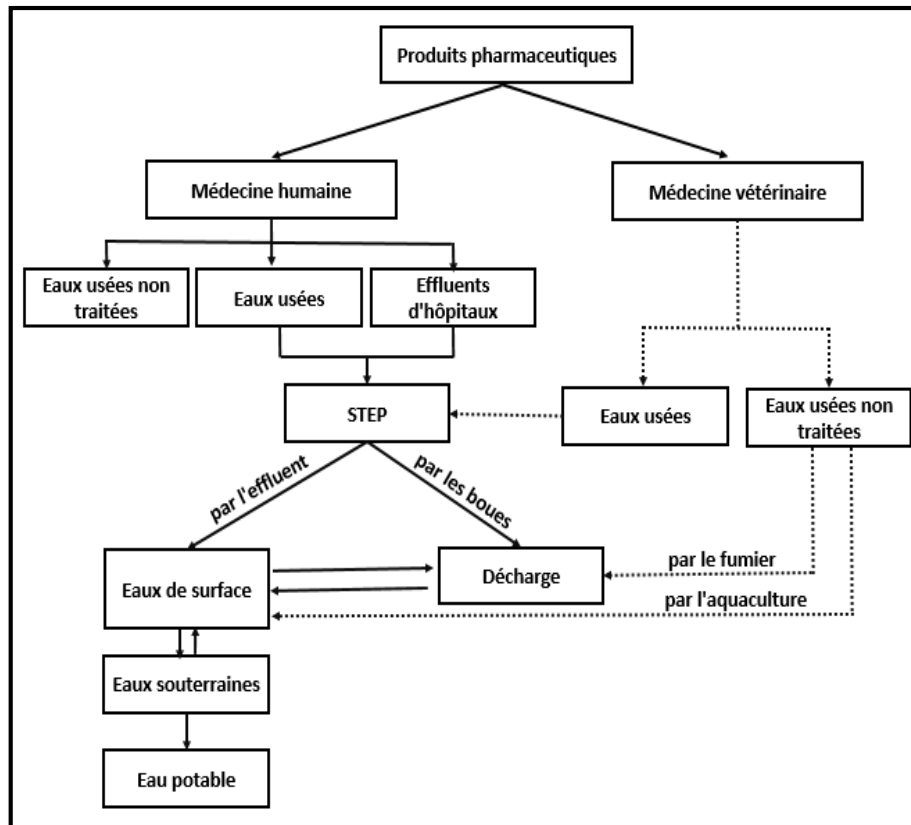 Produits pharmaceutiques
Médecine humaine
Médecine vétérinaire
Eaux usées non
traitées
Eaux usées
Effluents
d'hôpitaux
STEP
Eaux usées
Eaux usées non
traitées
par l'effluent
par les boues
Eaux de surface
Décharge
par le fumier
par l'aquaculture
Eaux souterraines
Eau potable